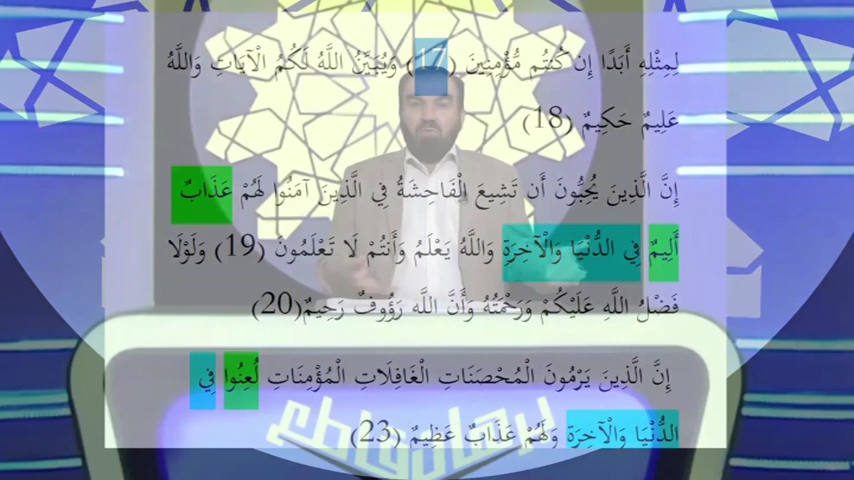 لِمِثْلِهِ أَبَدًا إِن كُنتُم مُّؤْمِنِينَ (17) وَيُبَيِّنُ اللَّهُ لَكُمُ الْآيَاتِ وَاللَّهُ
عَلِيمٌ حَكِيمٌ (18)
إِنَّ الَّذِينَ يُحِبُّونَ أَن تَشِيعَ الْفَاحِشَةُ فِي الَّذِينَ آمَنُوا لَهُمْ عَذَابٌ
أَلِيمٌ فِي الدُّنْيَا وَالْآخِرَةِ وَاللَّهُ يَعْلَمُ وَأَنتُمْ لَا تَعْلَمُونَ (19) وَلَوْلَا
فَضْلُ اللَّهِ عَلَيْكُمْ وَرَحْمَتُهُ وَأَنَّ اللَّه رَؤُوفٌ رَحِيمٌ(20)
إِنَّ الَّذِينَ يَرْمُونَ الْمُحْصَنَاتِ الْغَافِلَاتِ الْمُؤْمِنَاتِ لُعِنُوا فِي
الدُّنْيَا وَالْآخِرَةِ وَلَهُمْ عَذَابٌ عَظِيمٌ (23)
برهان قاطع